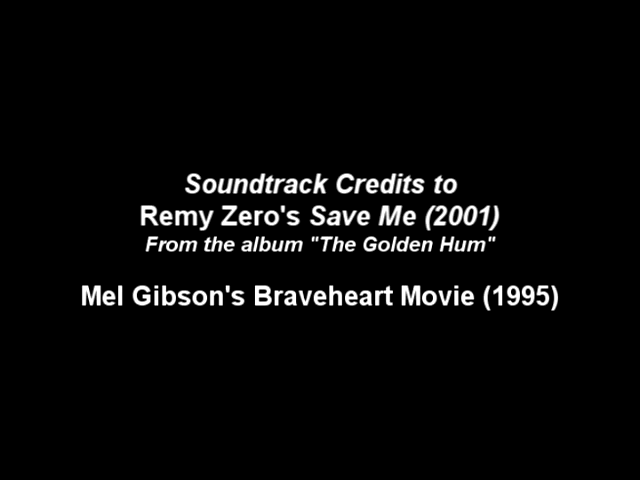 Soundtrack Credits to
Remy Zero's Save Me (2001)
From the album "The Golden Hum"
Mel Gibson's Braveheart Movie (1995)